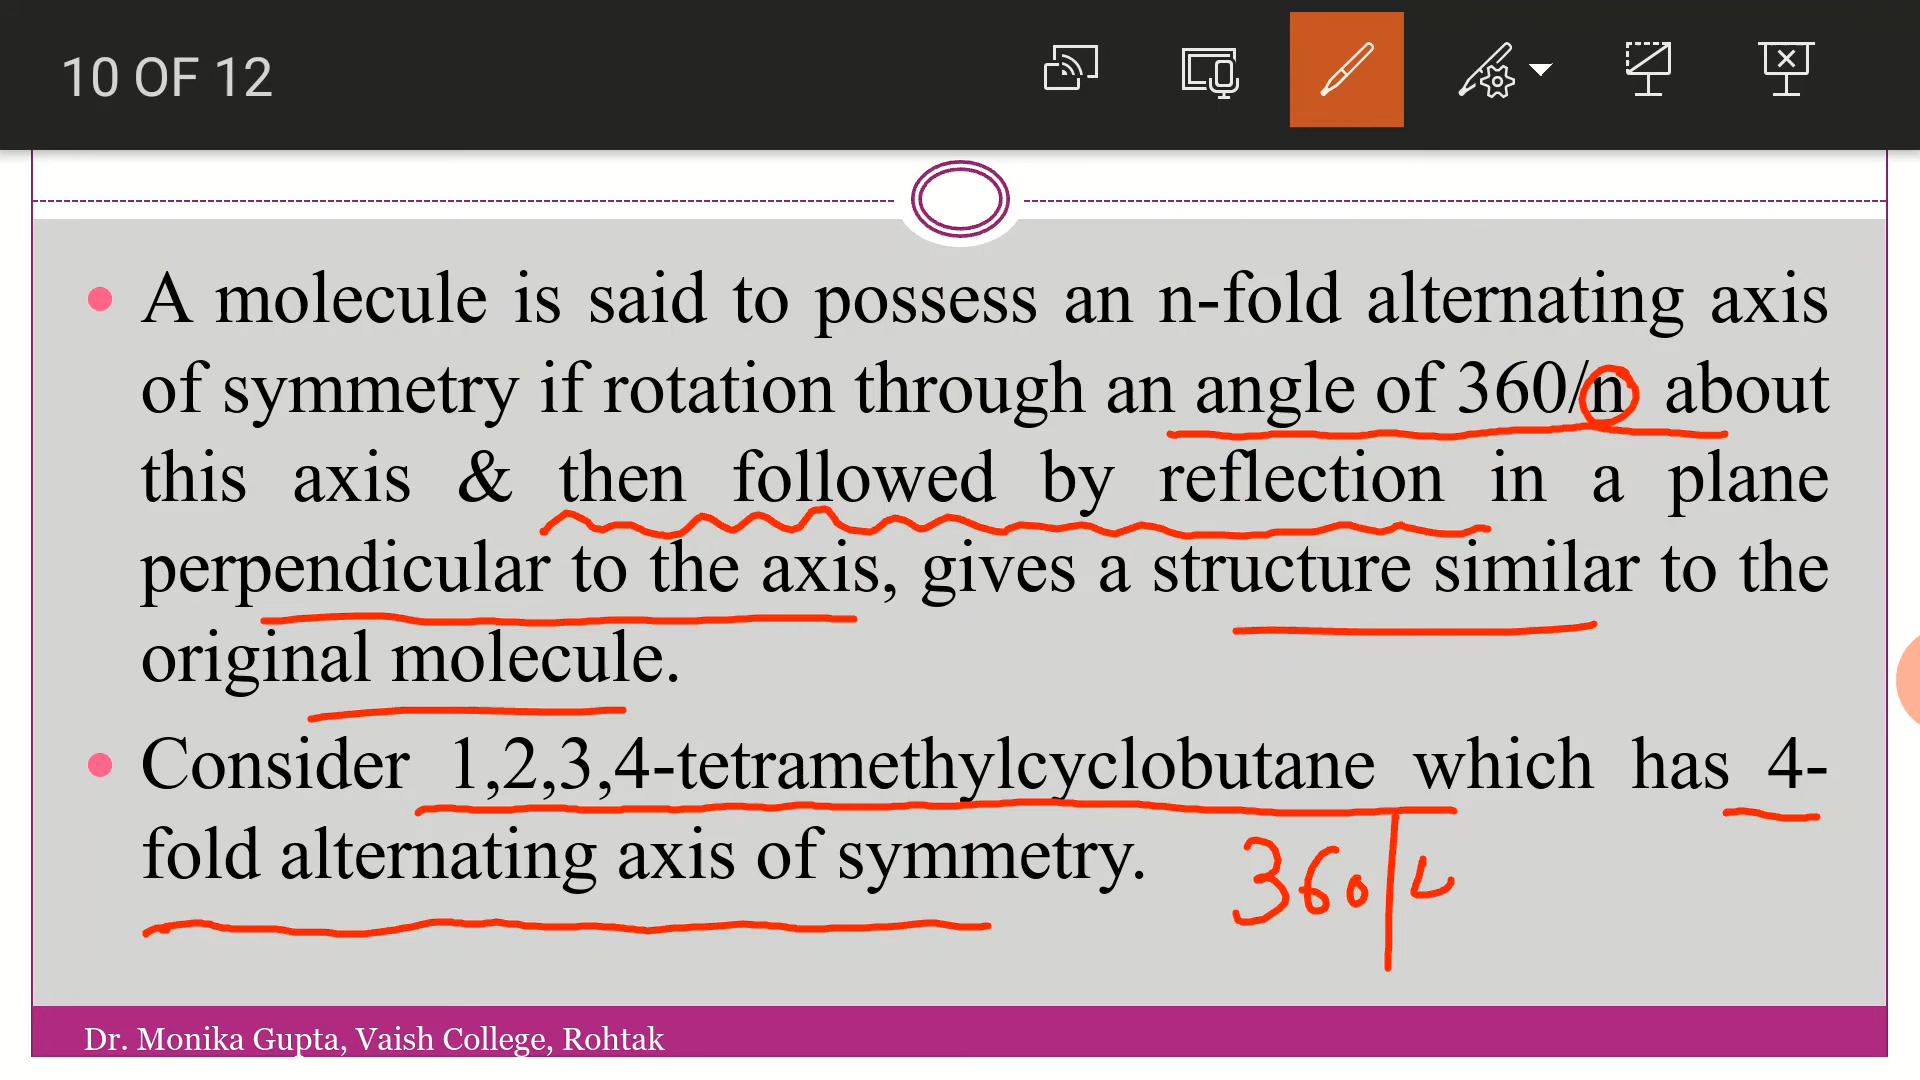 10 OF 12
• A molecule is said to possess an n-fold alternating axis
of symmetry if rotation through an angle of 360/n about
this axis & then followed by reflection in a plane
perpendicular to the axis, gives a structure similar to the
original molecule.
• Consider 1,2,3,4-tetramethylcyclobutane which has 4-
fold alternating axis of symmetry.
360/4
Dr. Monika Gupta, Vaish College, Rohtak